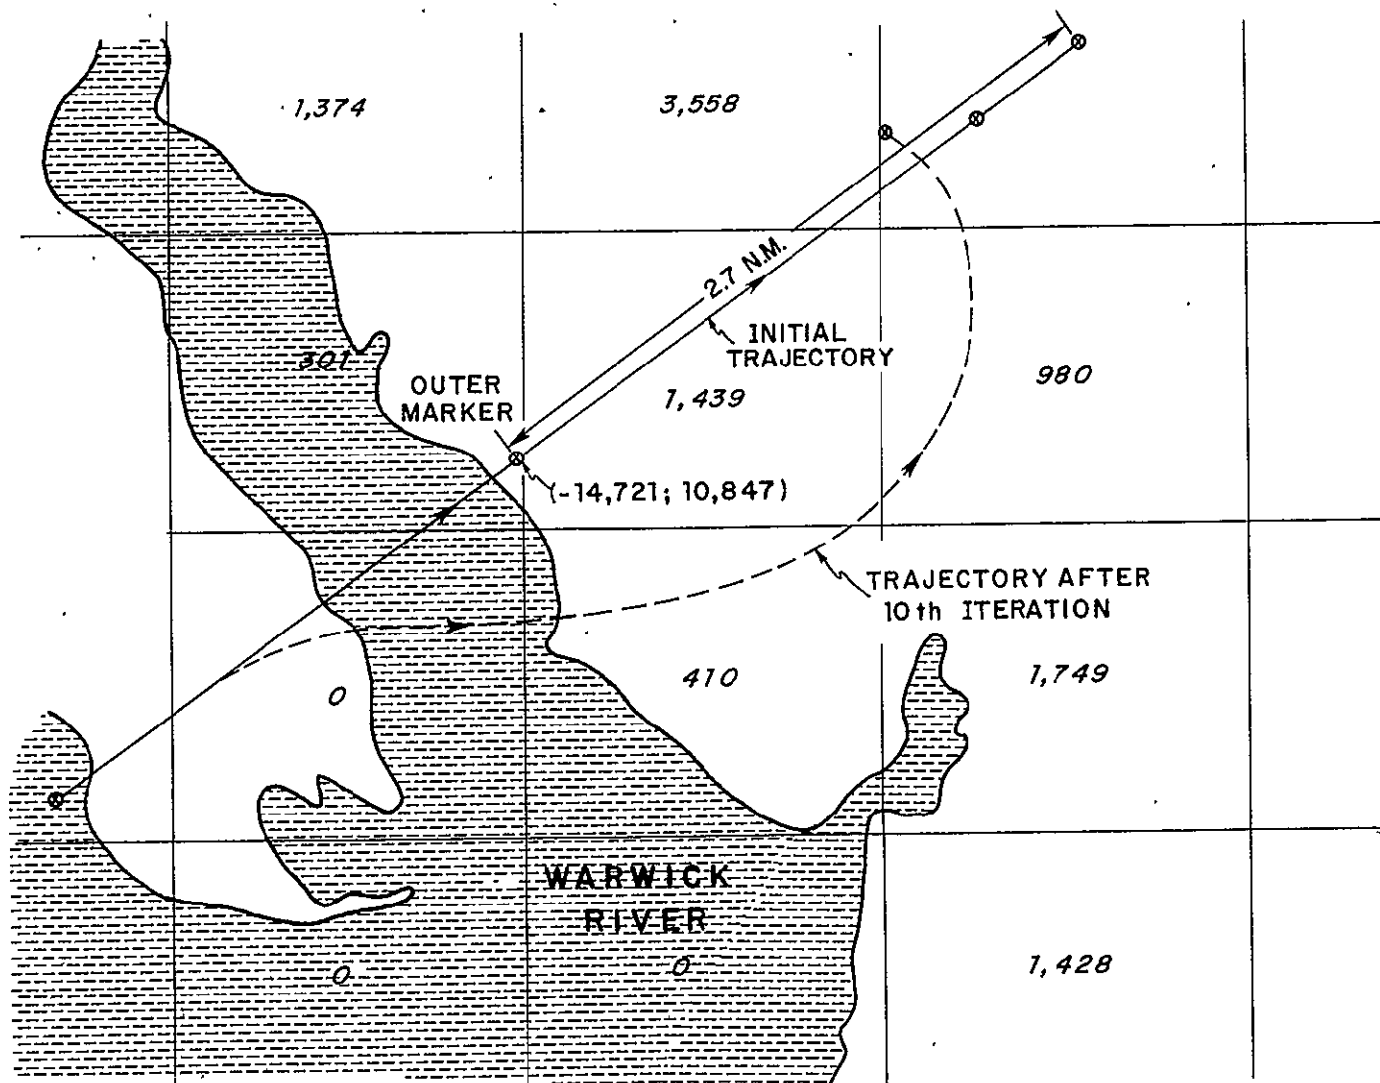 1,374
3,558
2.7 N.M.
INITIAL
TRAJECTORY
301
OUTER
MARKER
1,439
980
(-14,721; 10,847)
TRAJECTORY AFTER
10th ITERATION
0
410
1,749
WARWICK
RIVER
0
0
1,428